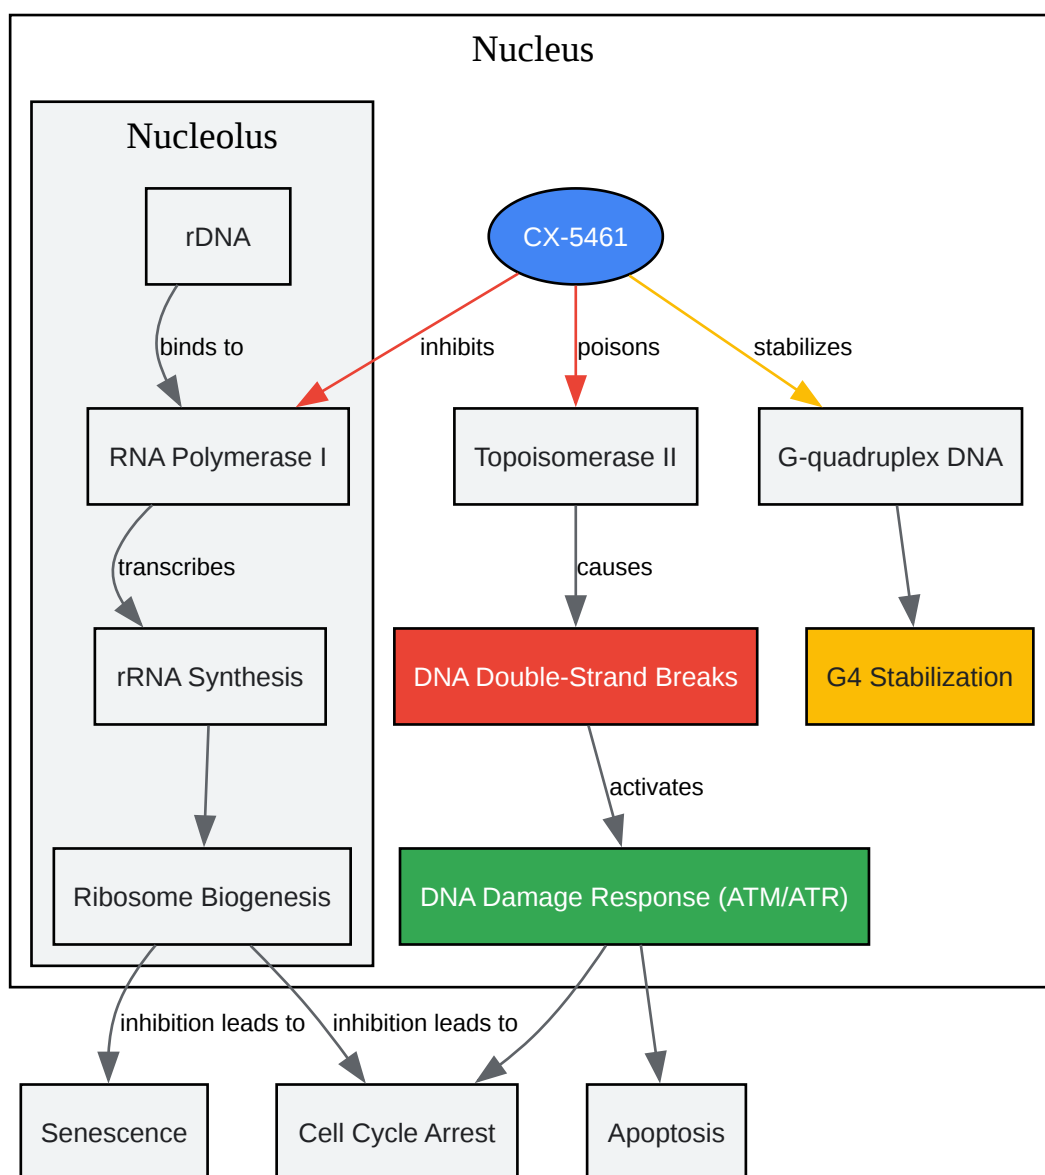 Nucleus
Nucleolus
rDNA
CX-5461
binds to
inhibits
poisons
stabilizes
RNA Polymerase I
Topoisomerase II
G-quadruplex DNA
transcribes
causes
rRNA Synthesis
DNA Double-Strand Breaks
G4 Stabilization
activates
Ribosome Biogenesis
DNA Damage Response (ATM/ATR)
inhibition leads to
inhibition leads to
Senescence
Cell Cycle Arrest
Apoptosis